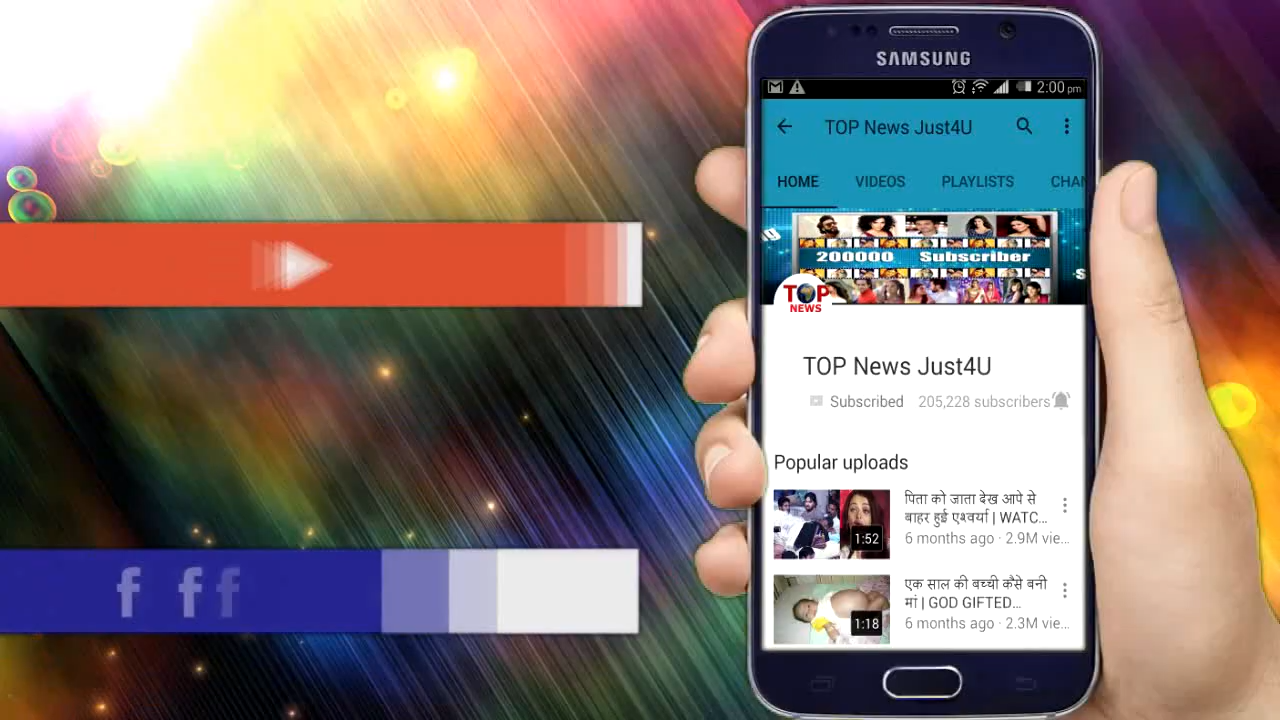 SAMSUNG
2:00 pm
TOP News Just4U
HOME VIDEOS PLAYLISTS CHAN
200000 Subscriber
TOP
NEWS
TOP News Just4U
Subscribed 205,228 subscribers
Popular uploads
पिता को जाता देख आपे से
बाहर हुई एश्वर्या | WATC...
6 months ago · 2.9M vie...
1:52
एक साल की बच्ची कैसे बनी
मां | GOD GIFTED...
6 months ago · 2.3M vie...
1:18